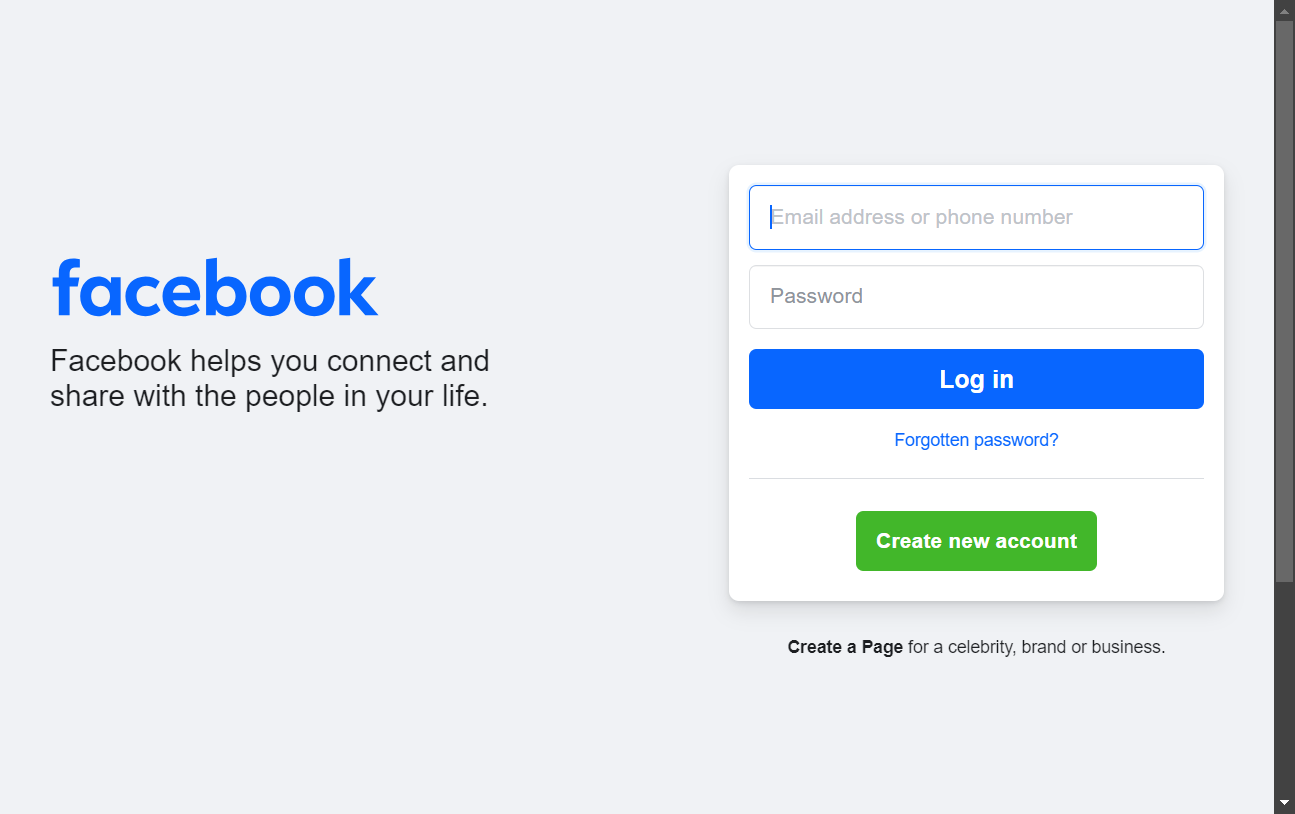 facebook
Facebook helps you connect and
share with the people in your life.
Email address or phone number
Password
Log in
Forgotten password?
Create new account
Create a Page for a celebrity, brand or business.